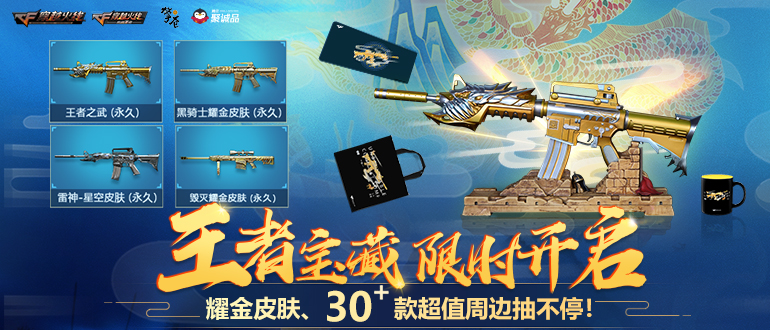 穿越火线
穿越火线
聚诚品
王者之武 (永久)
黑骑士耀金皮肤 (永久)
雷神-星空皮肤 (永久)
毁灭耀金皮肤 (永久)
王者宝藏 限时开启
耀金皮肤、30+款超值周边抽不停!